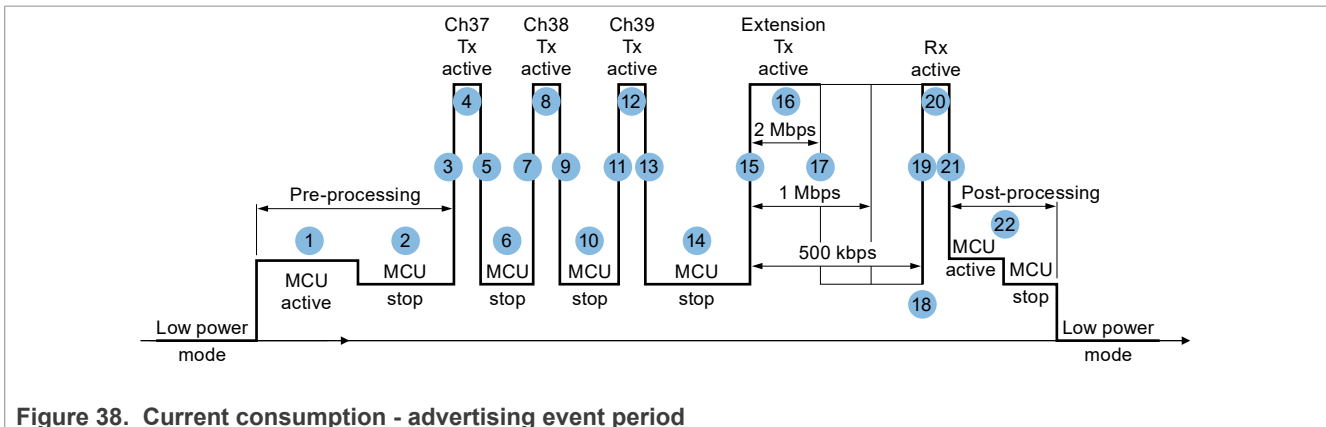 Ch37
Tx
active
Ch38
Tx
active
Ch39
Tx
active
Extension
Tx
active
Rx
active
4
8
12
16
20
2 Mbps
3
5
7
9
11
13
15
17
19
21
Pre-processing
1 Mbps
Post-processing
1
2
6
10
14
22
500 kbps
MCU
active
MCU
stop
MCU
stop
MCU
stop
MCU
stop
18
MCU
active
MCU
stop
Low power
mode
Low power
mode
Figure 38. Current consumption - advertising event period